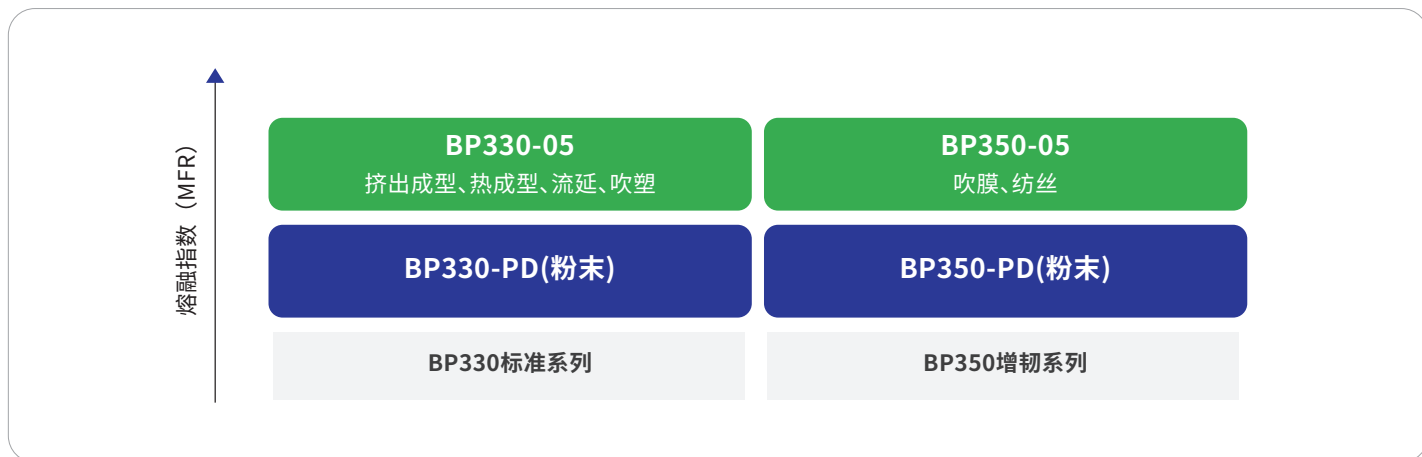 熔融指数（MFR）
BP330-05
挤出成型、热成型、流延、吹塑
BP350-05
吹膜、纺丝
BP330-PD(粉末)
BP350-PD(粉末)
BP330标准系列
BP350增韧系列